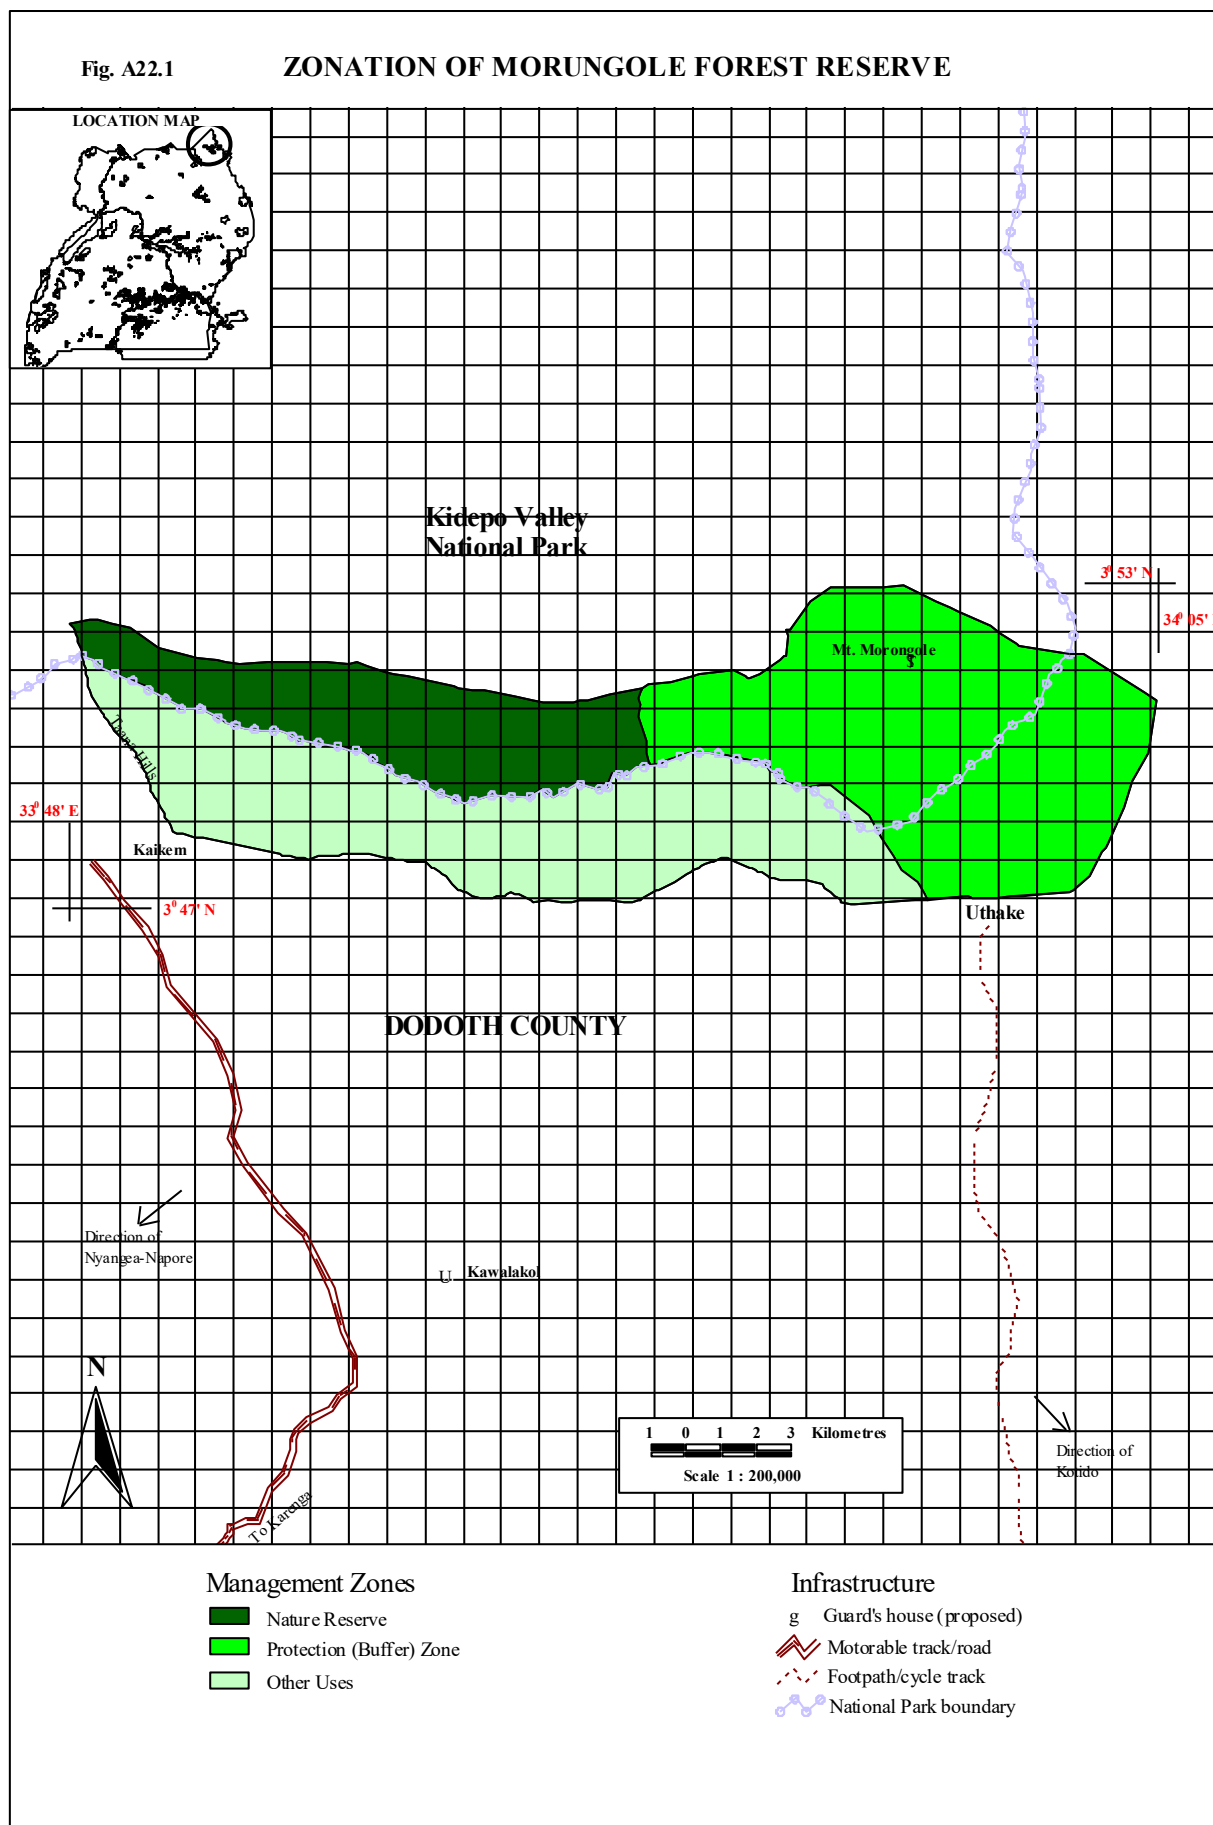 Fig. A22.1
ZONATION OF MORUNGOLE FOREST RESERVE
LOCATION MAP
Kidepo Valley
National Park
3⁰ 53' N
34⁰ 05'
Mt. Morongole
$
Taana Hills
33⁰ 48' E
Kaikem
3⁰ 47' N
Uthake
DODOTH COUNTY
Direction of
Nyangea-Napore
U Kawalakol
N
1 0 1 2 3 Kilometres
Scale 1 : 200,000
Direction of
Kotido
To Karenga
Management Zones
Nature Reserve
Protection (Buffer) Zone
Other Uses
Infrastructure
g Guard's house (proposed)
Motorable track/road
Footpath/cycle track
National Park boundary